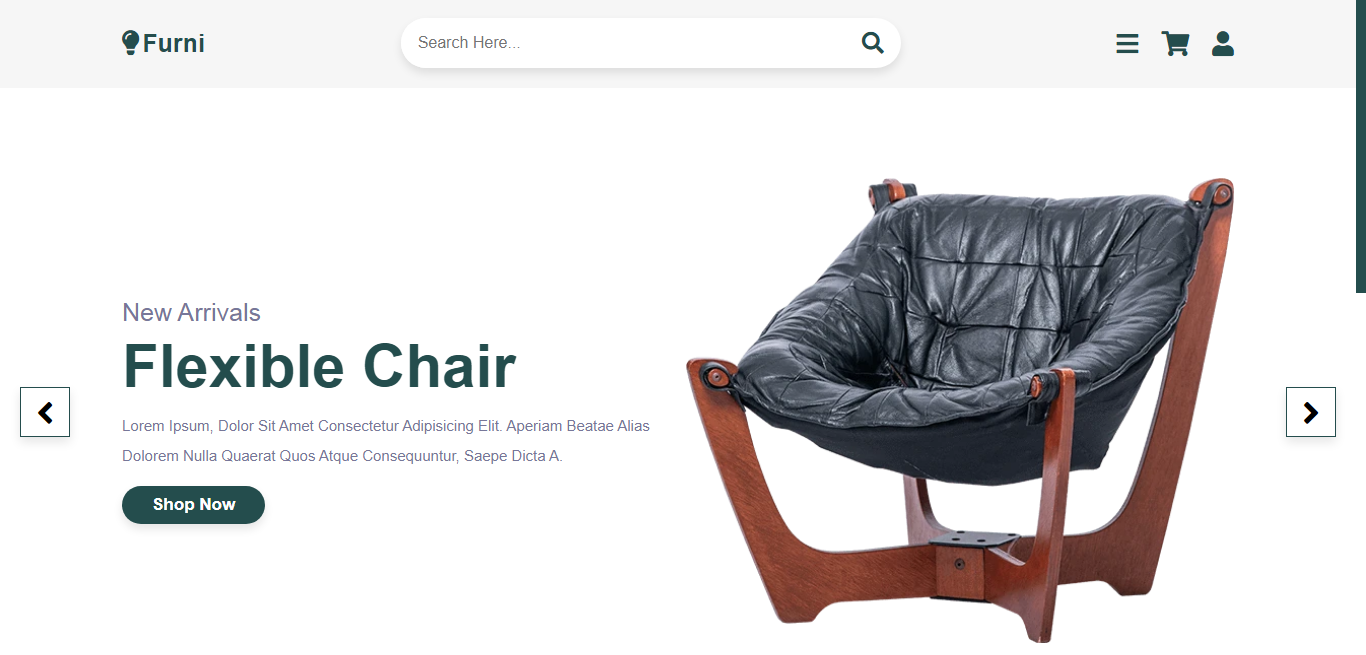 Furni
Search Here...
New Arrivals
Flexible Chair
Lorem Ipsum, Dolor Sit Amet Consectetur Adipisicing Elit. Aperiam Beatae Alias
Dolorem Nulla Quaerat Quos Atque Consequuntur, Saepe Dicta A.
Shop Now